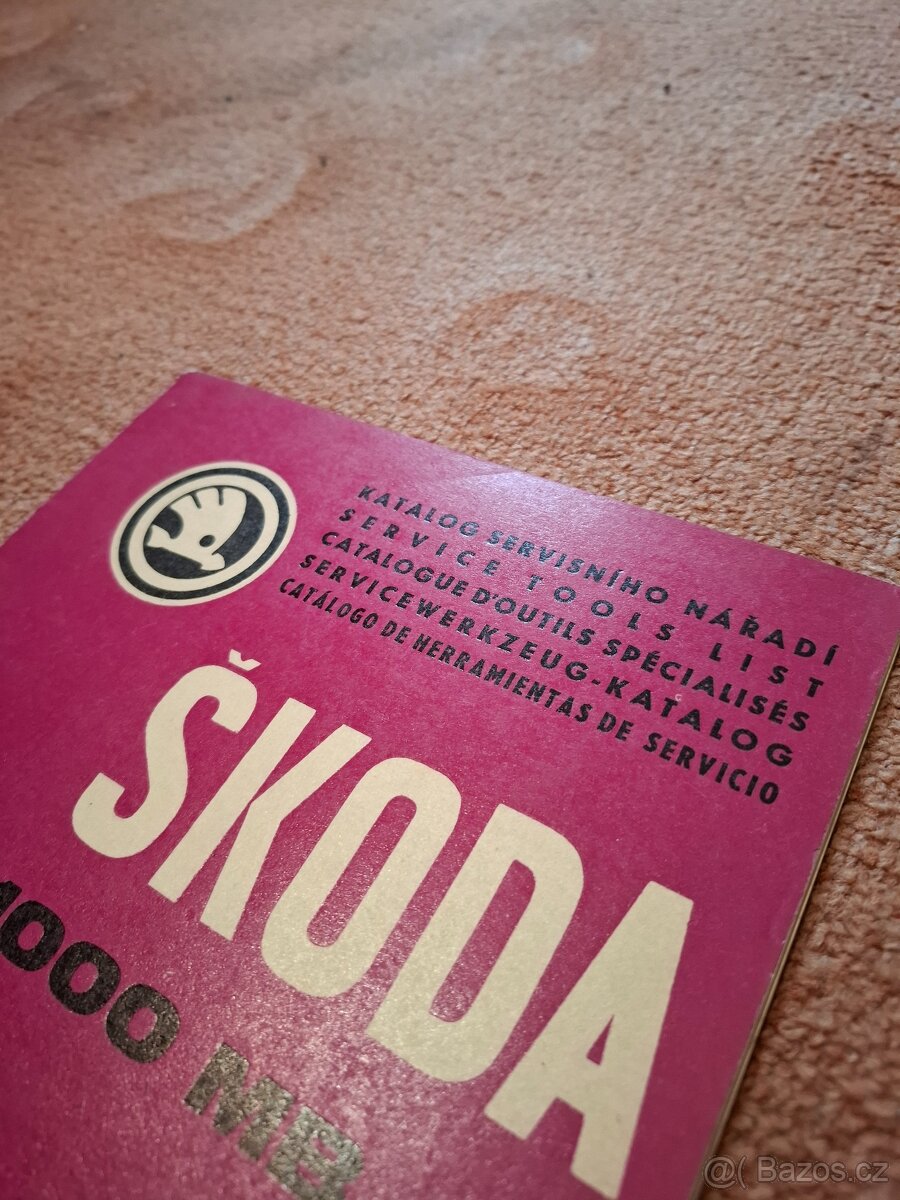 KATALOG SERVISNÍHO NÁŘADÍ
SERVICE TOOLS LIST
CATALOGUE D'OUTILS SPÉCIALISÉS
SERVICEWERKZEUG-KATALOG
CATÁLOGO DE HERRAMIENTAS DE SERVICIO
ŠKODA
1000 MB
@( Bazos.cz